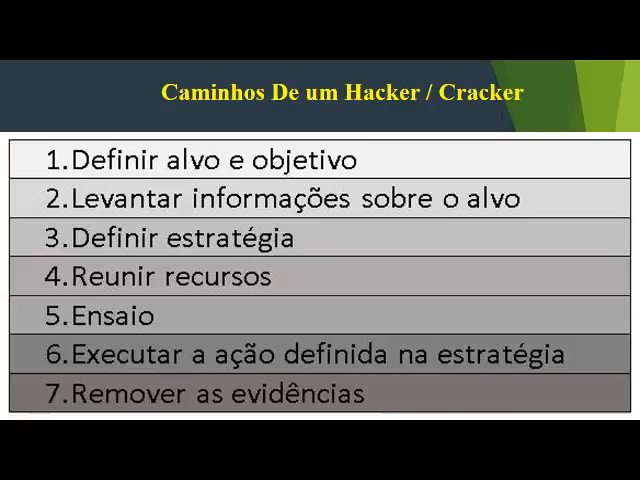 Caminhos De um Hacker / Cracker
1.Definir alvo e objetivo
2.Levantar informações sobre o alvo
3.Definir estratégia
4.Reunir recursos
5.Ensaio
6.Executar a ação definida na estratégia
7.Remover as evidências